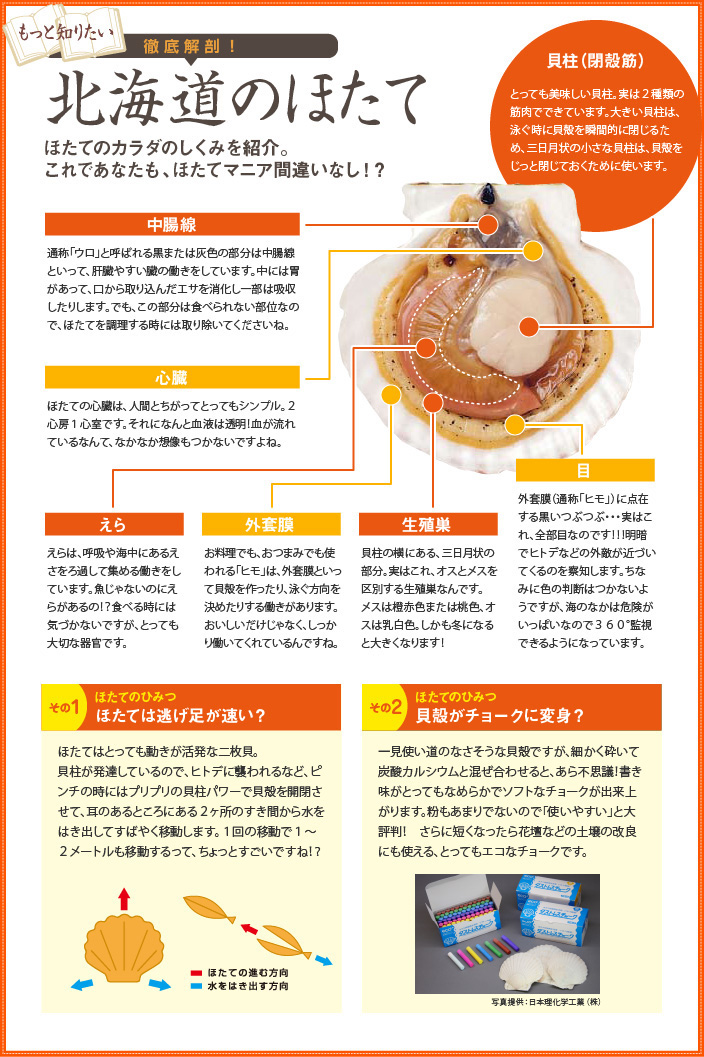 もっと知りたい
徹底解剖！
北海道のほたて
ほたてのカラダのしくみを紹介。
これであなたも、ほたてマニア間違いなし！？
貝柱（閉殻筋）
とっても美味しい貝柱。実は２種類の
筋肉でできています。大きい貝柱は、
泳ぐ時に貝殻を瞬間的に閉じるた
め、三日月状の小さな貝柱は、貝殻を
じっと閉じておくために使います。
中腸線
通称「ウロ」と呼ばれる黒または灰色の部分は中腸線
といって、肝臓やすい臓の働きをしています。中には胃
があって、口から取り込んだエサを消化し一部は吸収
したりします。でも、この部分は食べられない部位なの
で、ほたてを調理する時には取り除いてくださいね。
心臓
ほたての心臓は、人間とちがってとってもシンプル。２
心房１心室です。それになんと血液は透明！血が流れ
ているなんて、なかなか想像もつかないですよね。
えら
えらは、呼吸や海中にあるえ
さをろ過して集める働きをし
ています。魚じゃないのにえ
らがあるの！？食べる時には
気づかないですが、とっても
大切な器官です。
外套膜
お料理でも、おつまみでも使
われる「ヒモ」は、外套膜といっ
て貝殻を作ったり、泳ぐ方向を
決めたりする働きがあります。
おいしいだけじゃなく、しっか
り働いてくれているんですね。
生殖巣
貝柱の横にある、三日月状の
部分。実はこれ、オスとメスを
区別する生殖巣なんです。
メスは橙赤色または桃色、オ
スは乳白色。しかも冬になる
と大きくなります！
目
外套膜（通称「ヒモ」）に点在
する黒いつぶつぶ・・・実はこ
れ、全部目なのです！！！明暗
でヒトデなどの外敵が近づい
てくるのを察知します。ちな
みに色の判断はつかないよ
うですが、海のなかは危険が
いっぱいなので３６０°監視
できるようになっています。
その1
ほたてのひみつ
ほたては逃げ足が速い？
ほたてはとっても動きが活発な二枚貝。
貝柱が発達しているので、ヒトデに襲われるなど、ピ
ンチの時にはプリプリの貝柱パワーで貝殻を開閉さ
せて、耳のあるところにある２ヶ所のすき間から水を
はき出してすばやく移動します。１回の移動で１〜
２メートルも移動するって、ちょっとすごいですね！？
ほたての進む方向
水をはき出す方向
その2
ほたてのひみつ
貝殻がチョークに変身？
一見使い道のなさそうな貝殻ですが、細かく砕いて
炭酸カルシウムと混ぜ合わせると、あら不思議！書き
味がとってもなめらかでソフトなチョークが出来上
がります。粉もあまりでないので「使いやすい」と大
評判！　さらに短くなったら花壇などの土壌の改良
にも使える、とってもエコなチョークです。
ダストレスチョーク
ダストレスチョーク
写真提供：日本理化学工業（株）